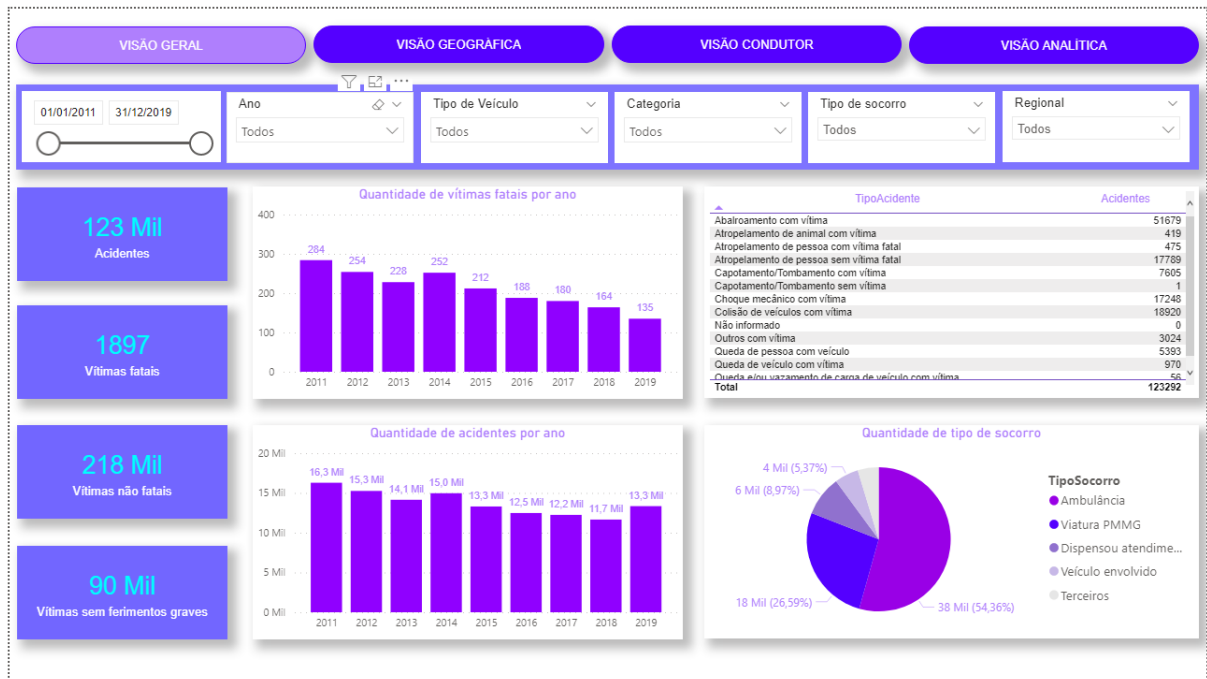 VISÃO GERAL
VISÃO GEOGRÀFICA
VISÃO CONDUTOR
VISÃO ANALÍTICA
01/01/2011 31/12/2019
Ano
Todos
Tipo de Veículo
Todos
Categoria
Todos
Tipo de socorro
Todos
Regional
Todos
123 Mil
Acidentes
1897
Vítimas fatais
218 Mil
Vítimas não fatais
90 Mil
Vítimas sem ferimentos graves
Quantidade de vítimas fatais por ano
400
300
200
100
0
284 254 228 252 212 188 180 164 135
2011 2012 2013 2014 2015 2016 2017 2018 2019
TipoAcidente Acidentes
Abalroamento com vítima 51679
Atropelamento de animal com vítima 419
Atropelamento de pessoa com vítima fatal 475
Atropelamento de pessoa sem vítima fatal 17789
Capotamento/Tombamento com vítima 7605
Capotamento/Tombamento sem vítima 1
Choque mecânico com vítima 17248
Colisão de veículos com vítima 18920
Não informado 0
Outros com vítima 3024
Queda de pessoa com veículo 5393
Queda de veículo com vítima 970
Queda e/ou vazamento de carga de veículo com vítima 56
Total 123292
Quantidade de acidentes por ano
20 Mil
15 Mil
10 Mil
5 Mil
0 Mil
16,3 Mil 15,3 Mil 14,1 Mil 15,0 Mil 13,3 Mil 12,5 Mil 12,2 Mil 11,7 Mil 13,3 Mil
2011 2012 2013 2014 2015 2016 2017 2018 2019
Quantidade de tipo de socorro
4 Mil (5,37%)
6 Mil (8,97%)
18 Mil (26,59%)
38 Mil (54,36%)
TipoSocorro
Ambulância
Viatura PMMG
Dispensou atendime...
Veículo envolvido
Terceiros